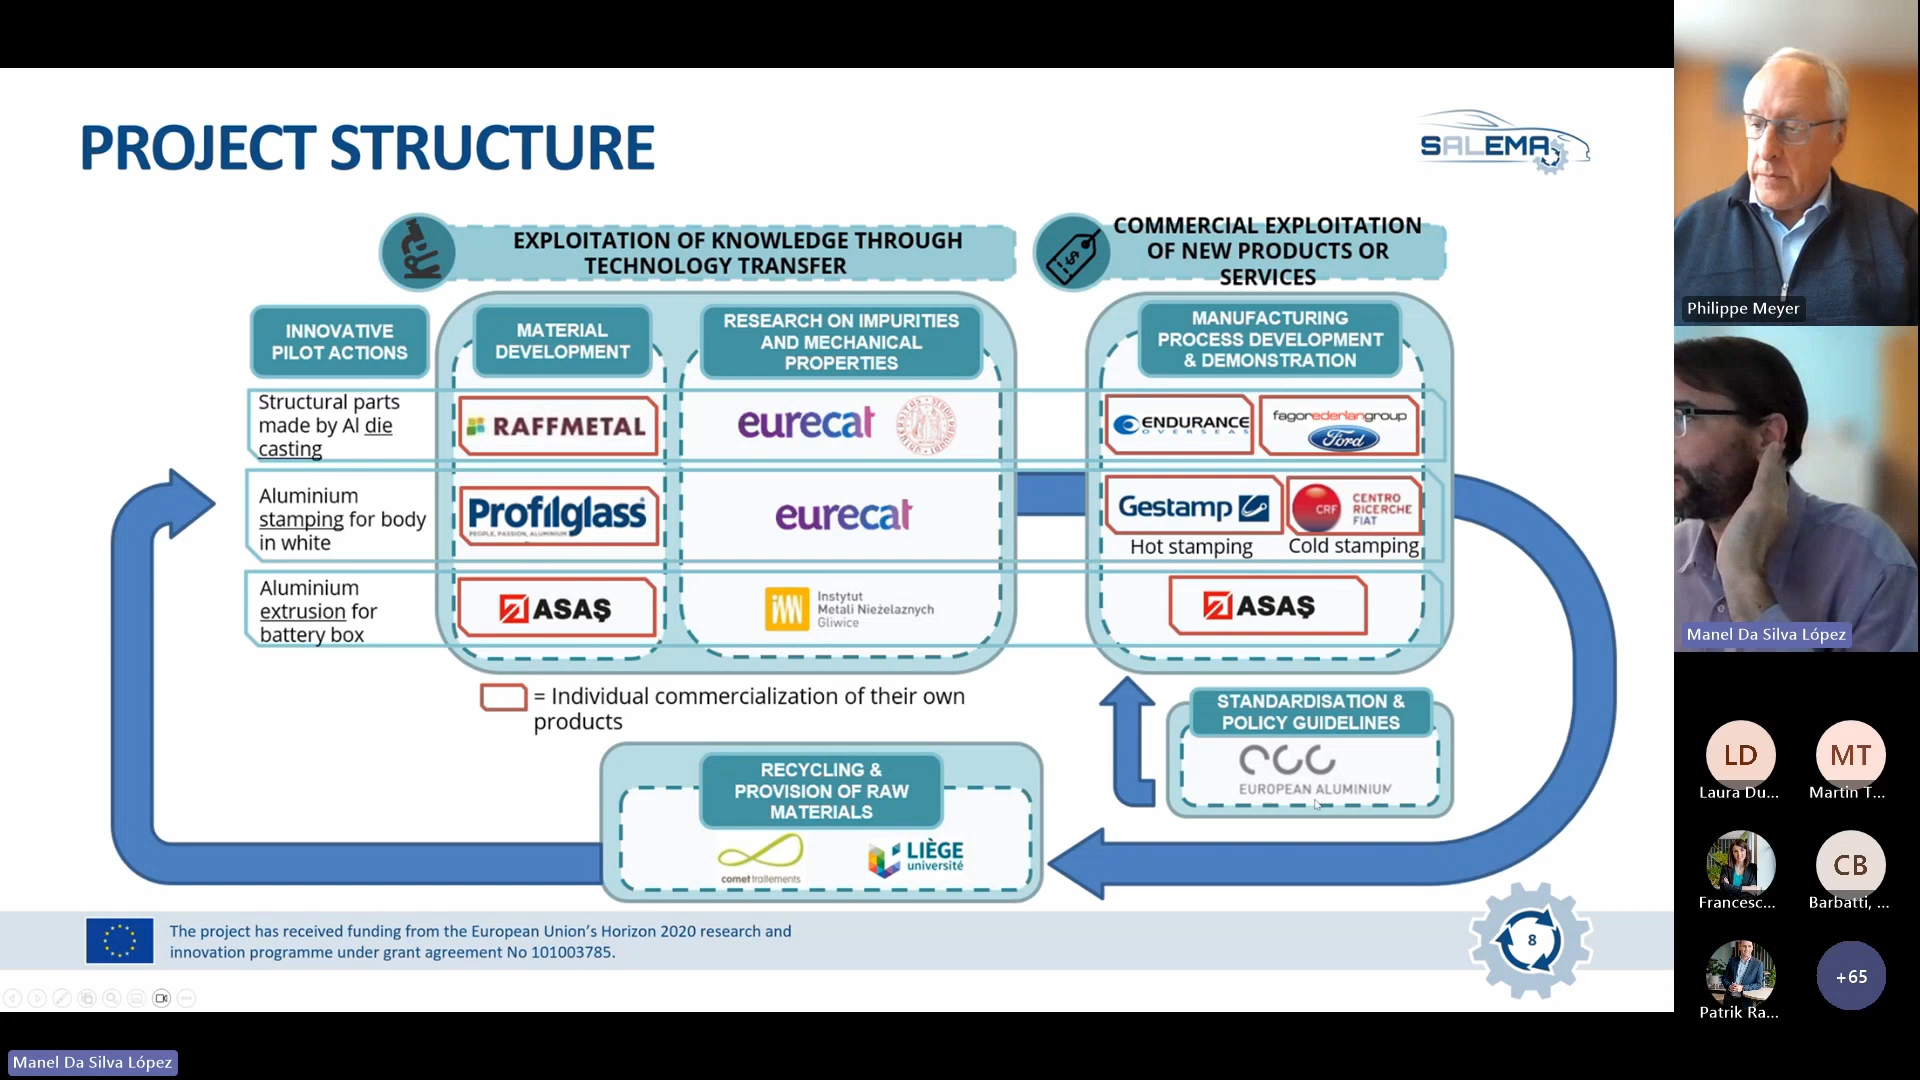 PROJECT STRUCTURE
SALEMA
EXPLOITATION OF KNOWLEDGE THROUGH
TECHNOLOGY TRANSFER
COMMERCIAL EXPLOITATION
OF NEW PRODUCTS OR
SERVICES
INNOVATIVE
PILOT ACTIONS
MATERIAL
DEVELOPMENT
RESEARCH ON IMPURITIES
AND MECHANICAL
PROPERTIES
MANUFACTURING
PROCESS DEVELOPMENT
& DEMONSTRATION
Structural parts
made by Al die
casting
RAFFMETAL
eurecat
ENDURANCE
OVERSEAS
fagorederlangroup
Ford
Aluminium
stamping for body
in white
Profilglass
PEOPLE, PASSION, ALUMINIUM
eurecat
Gestamp
CRF
CENTRO
RICERCHE
FIAT
Hot stamping
Cold stamping
Aluminium
extrusion for
battery box
ASAŞ
imn
Instytut
Metali Nieżelaznych
Gliwice
ASAŞ
= Individual commercialization of their own
products
STANDARDISATION &
POLICY GUIDELINES
EUROPEAN ALUMINIUM
RECYCLING &
PROVISION OF RAW
MATERIALS
comet traitements
LIÈGE
université
The project has received funding from the European Union's Horizon 2020 research and
innovation programme under grant agreement No 101003785.
8
Philippe Meyer
Manel Da Silva López
LD
Laura Du...
MT
Martin T...
Francesc...
CB
Barbatti, ...
Patrik Ra...
+65
Manel Da Silva López